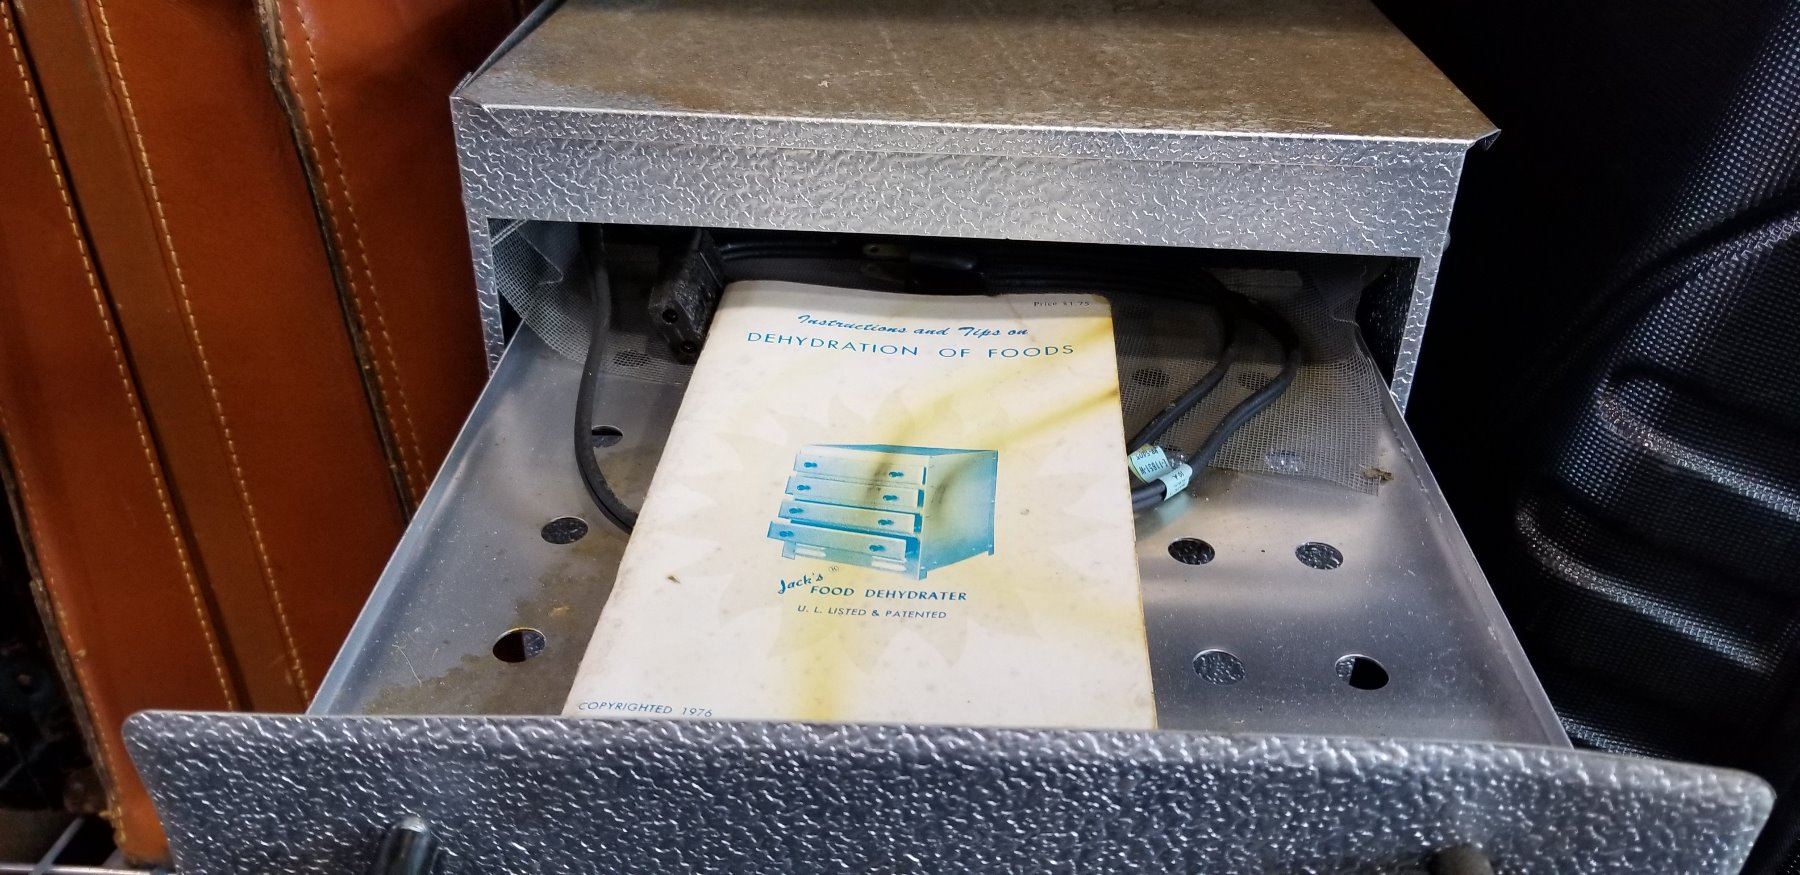 Price $1.75
Instructions and Tips on
DEHYDRATION OF FOODS
Jack's ®
FOOD DEHYDRATER
U. L. LISTED & PATENTED
COPYRIGHTED 1976